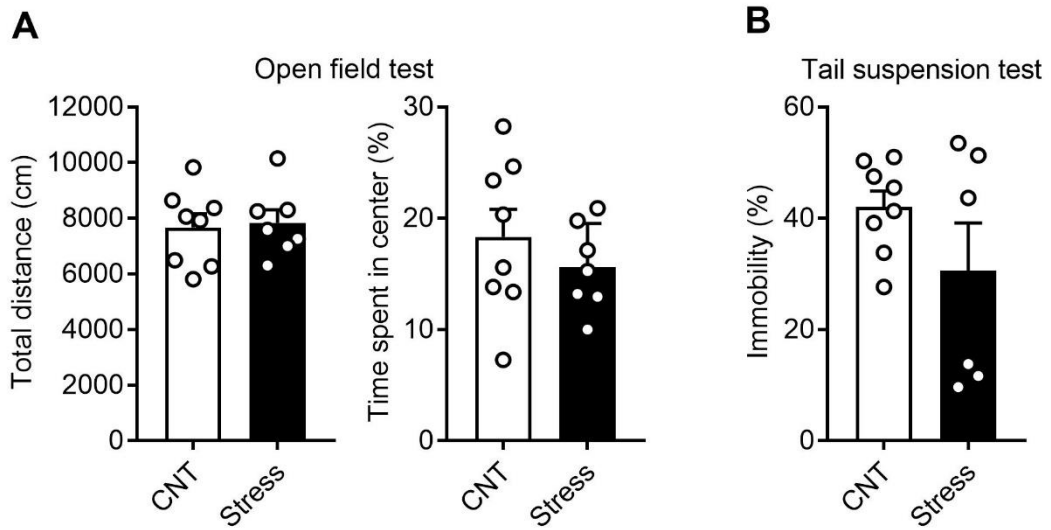 A
Open field test
Total distance (cm)
12000
10000
8000
6000
4000
2000
0
CNT
Stress
Time spent in center (%)
30
20
10
0
CNT
Stress
B
Tail suspension test
Immobility (%)
60
40
20
0
CNT
Stress